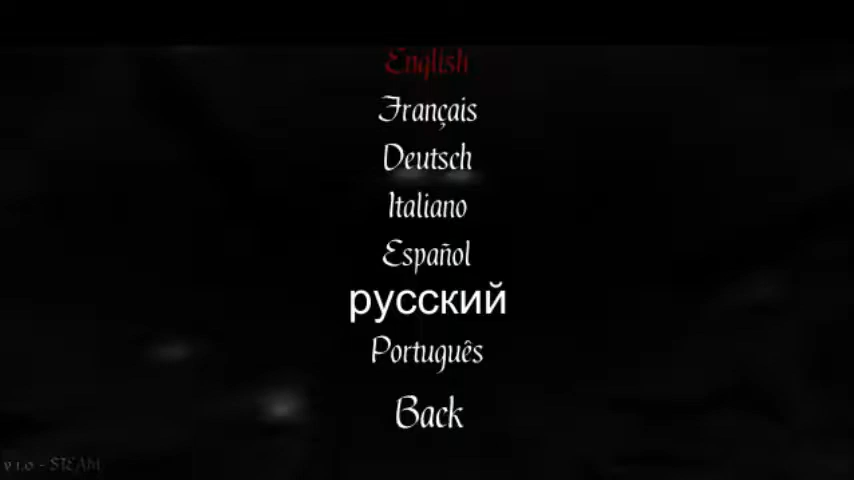 English
Français
Deutsch
Italiano
Español
русский
Português
Back
v 1.0 - STEAM